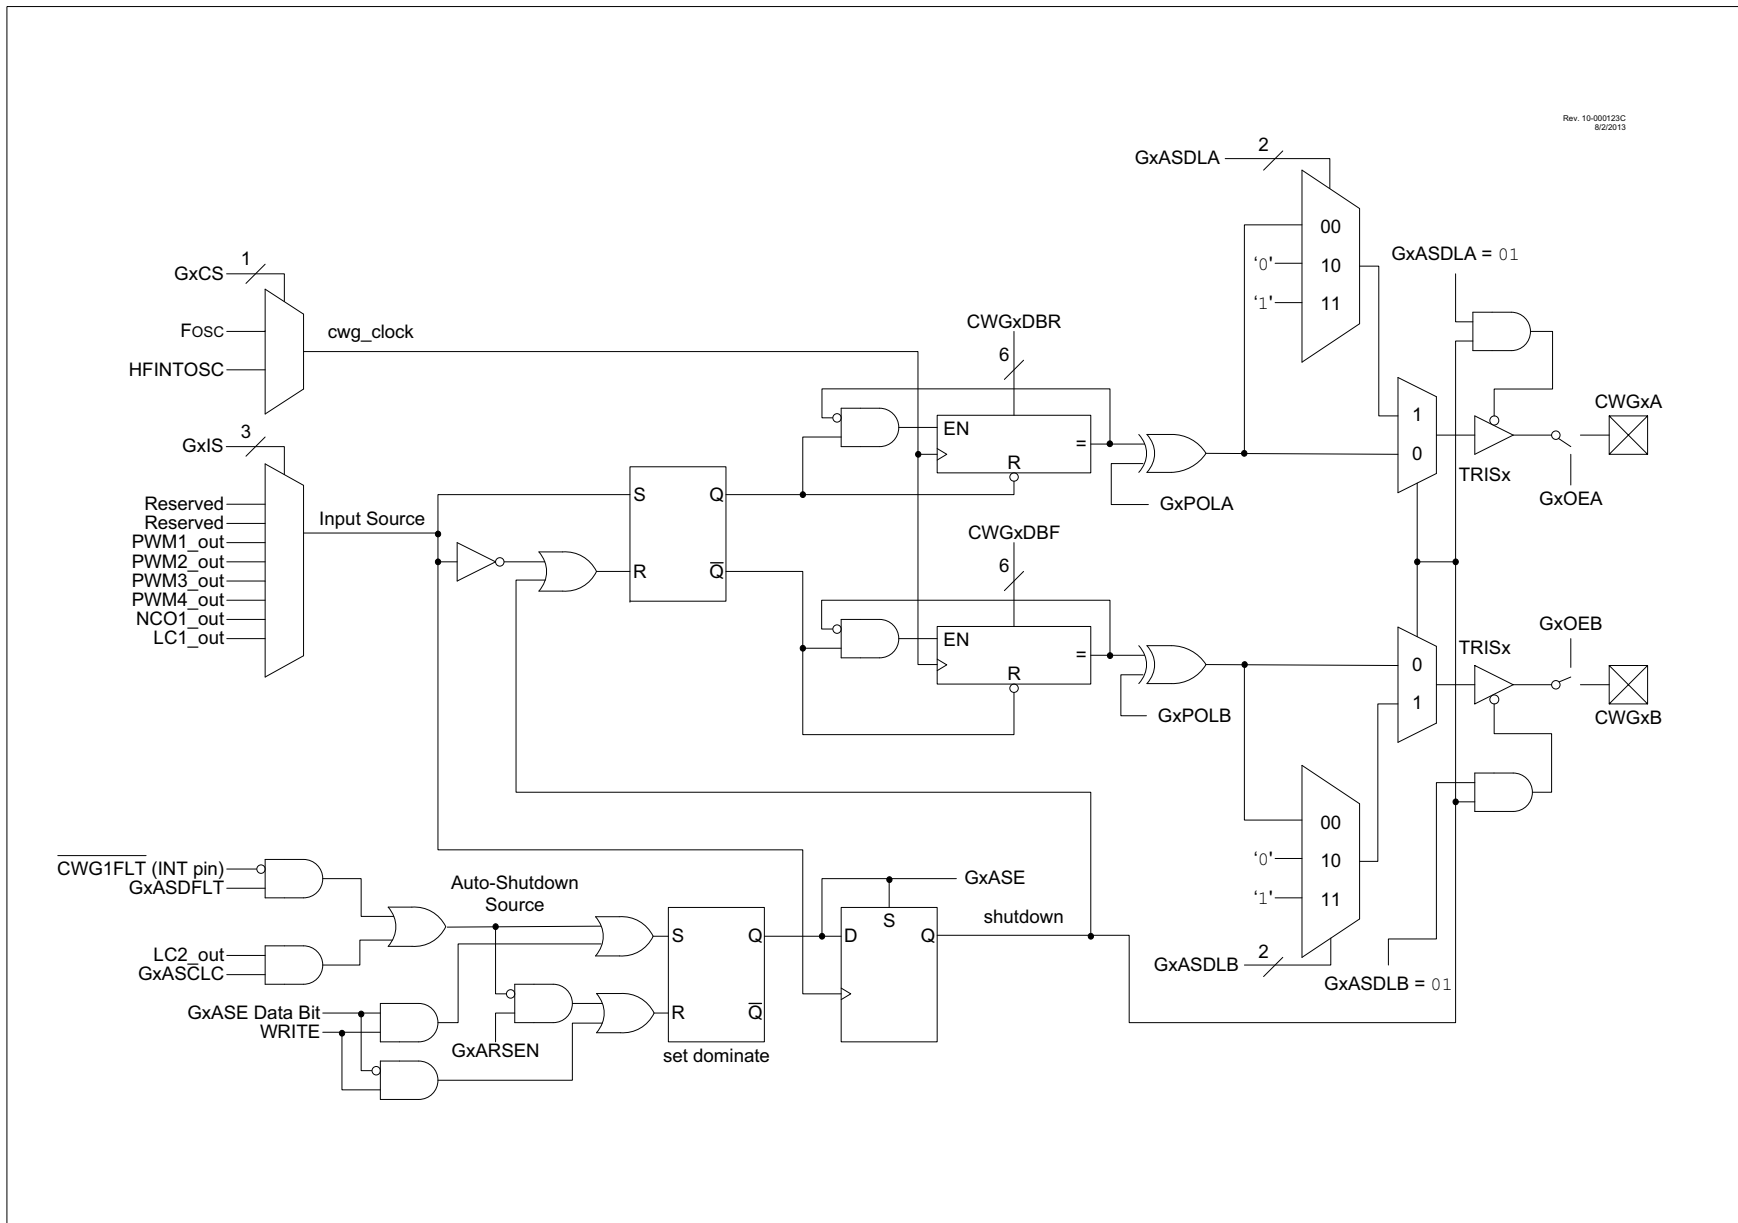 Rev. 10-000123C
8/2/2013
GxASDLA
2
00
‘0'
10
‘1'
11
GxASDLA = 01
GxCS
1
FOSC
HFINTOSC
cwg_clock
GxIS
3
Reserved
Reserved
PWM1_out
PWM2_out
PWM3_out
PWM4_out
NCO1_out
LC1_out
Input Source
S
Q
R
Q
CWGxDBR
6
EN
=
R
GxPOLA
1
0
TRISx
CWGxA
GxOEA
CWGxDBF
6
EN
=
R
GxPOLB
0
1
TRISx
GxOEB
CWGxB
00
‘0'
10
‘1'
11
GxASDLB
2
GxASDLB = 01
CWG1FLT (INT pin)
GxASDFLT
LC2_out
GxASCLC
GxASE Data Bit
WRITE
Auto-Shutdown
Source
GxARSEN
S
Q
R
Q
set dominate
GxASE
S
D
Q
shutdown